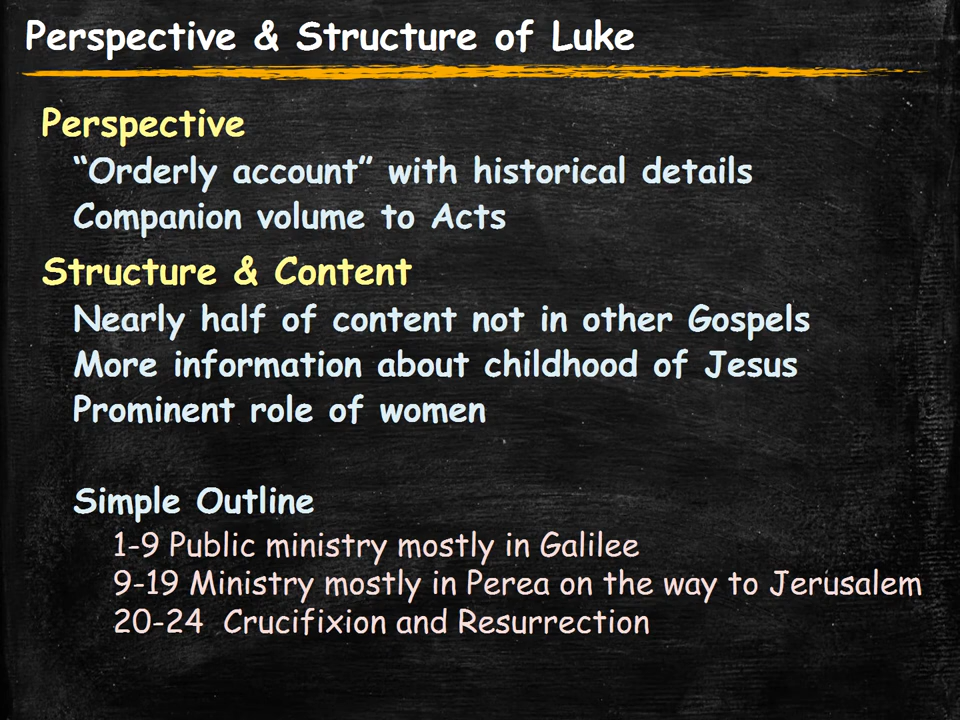 Perspective & Structure of Luke
Perspective
“Orderly account” with historical details
Companion volume to Acts
Structure & Content
Nearly half of content not in other Gospels
More information about childhood of Jesus
Prominent role of women
Simple Outline
1-9 Public ministry mostly in Galilee
9-19 Ministry mostly in Perea on the way to Jerusalem
20-24  Crucifixion and Resurrection